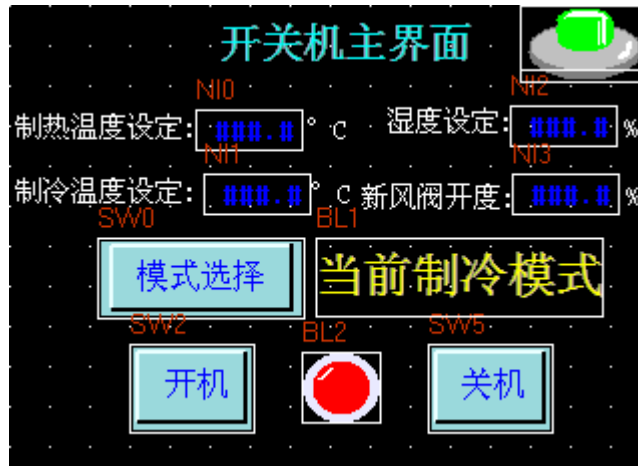 开关机主界面
NI0 NI2
制热温度设定: ###.# °C 湿度设定: ###.# %
NI1 NI3
制冷温度设定: ###.# °C 新风阀开度: ###.# %
SW0 BL1
模式选择 当前制冷模式
SW2 BL2 SW5
开机 关机